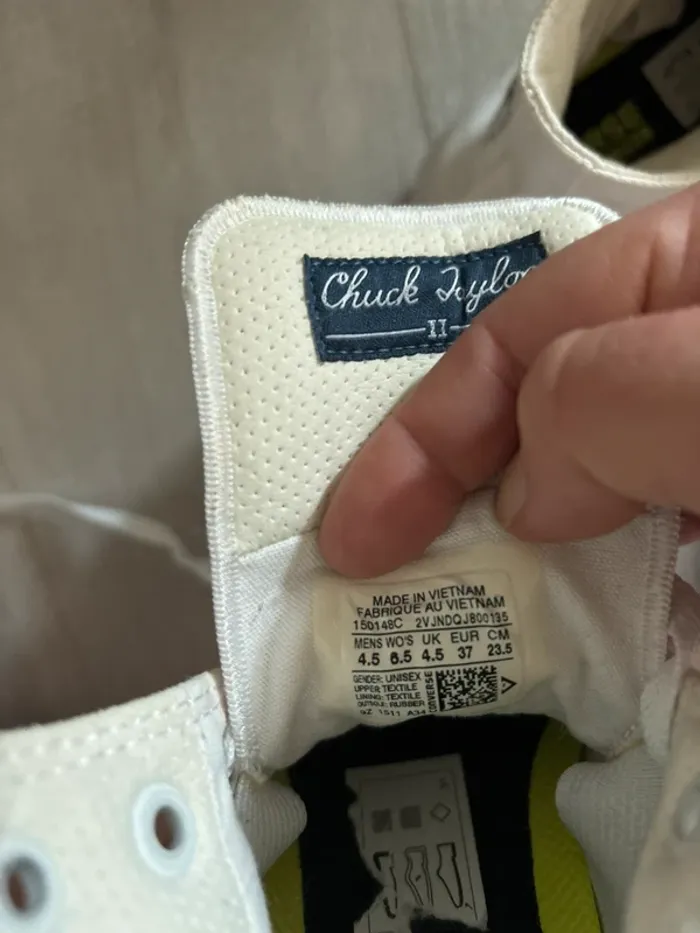 Chuck Taylor
II
MADE IN VIETNAM
FABRIQUE AU VIETNAM
150148C 2VJNDQJ800135
MENS WO'S UK EUR CM
4.5 6.5 4.5 37 23.5
GENDER: UNISEX
UPPER: TEXTILE
LINING: TEXTILE
OUTSOLE: RUBBER
CONVERSE